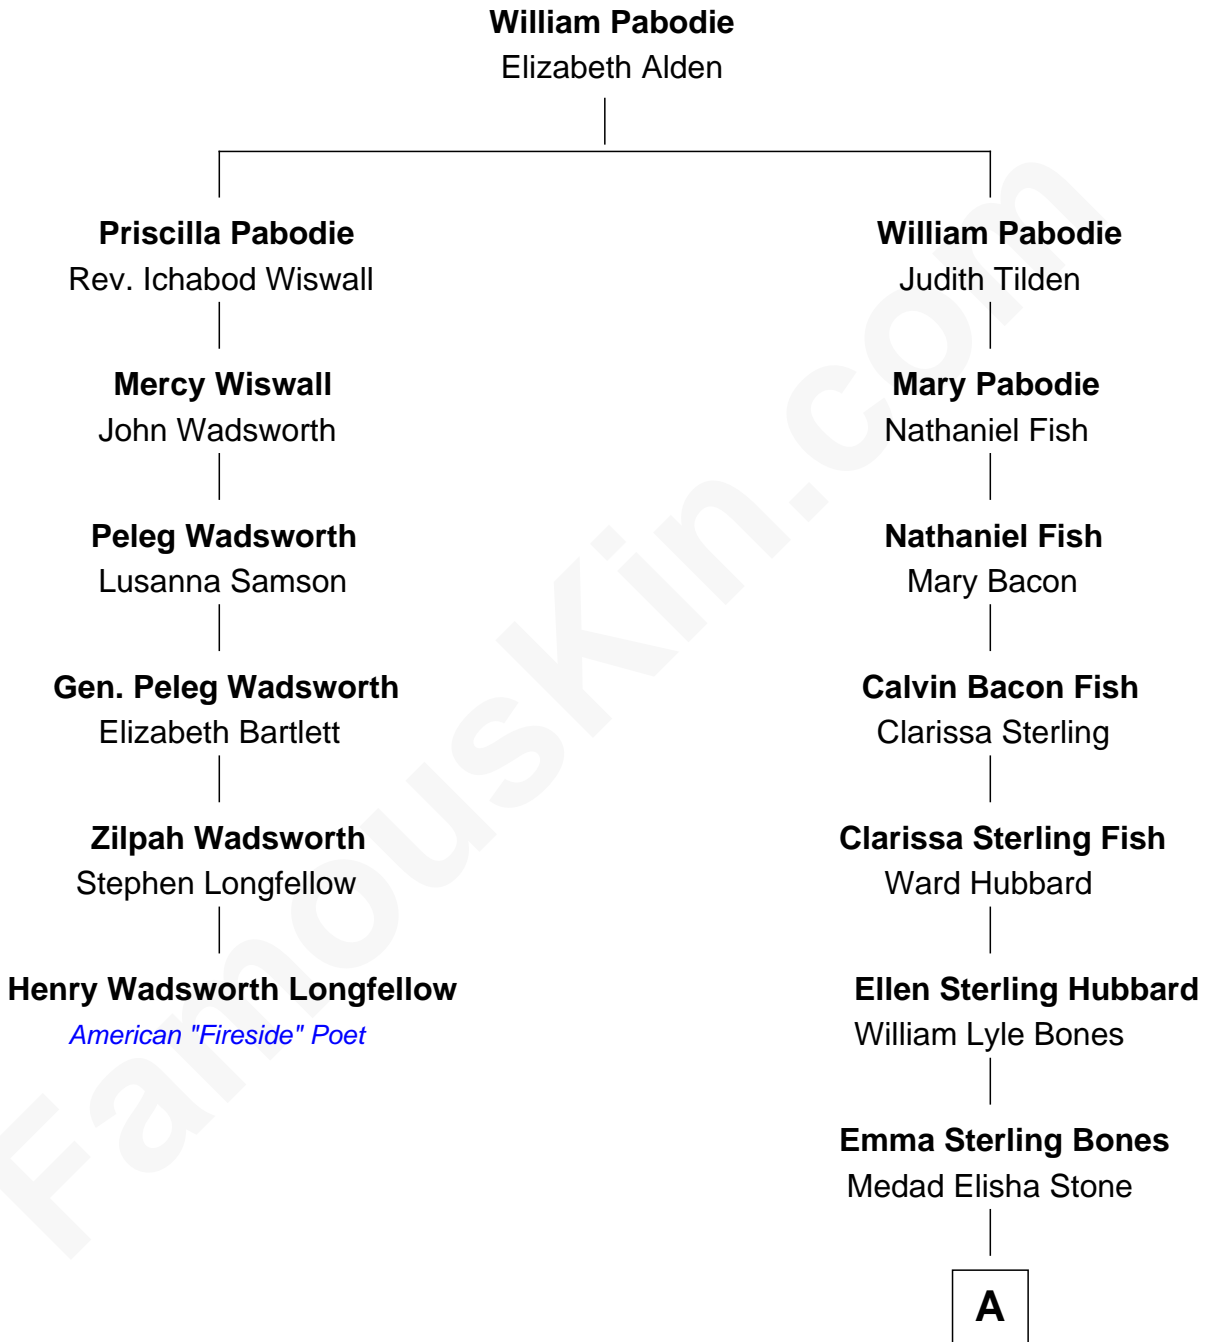 William Pabodie
Elizabeth Alden
Priscilla Pabodie
Rev. Ichabod Wiswall
William Pabodie
Judith Tilden
Mercy Wiswall
John Wadsworth
Mary Pabodie
Nathaniel Fish
Peleg Wadsworth
Lusanna Samson
Nathaniel Fish
Mary Bacon
Gen. Peleg Wadsworth
Elizabeth Bartlett
Calvin Bacon Fish
Clarissa Sterling
Zilpah Wadsworth
Stephen Longfellow
Clarissa Sterling Fish
Ward Hubbard
Henry Wadsworth Longfellow
American "Fireside" Poet
Ellen Sterling Hubbard
William Lyle Bones
Emma Sterling Bones
Medad Elisha Stone
A
FamousKin.com